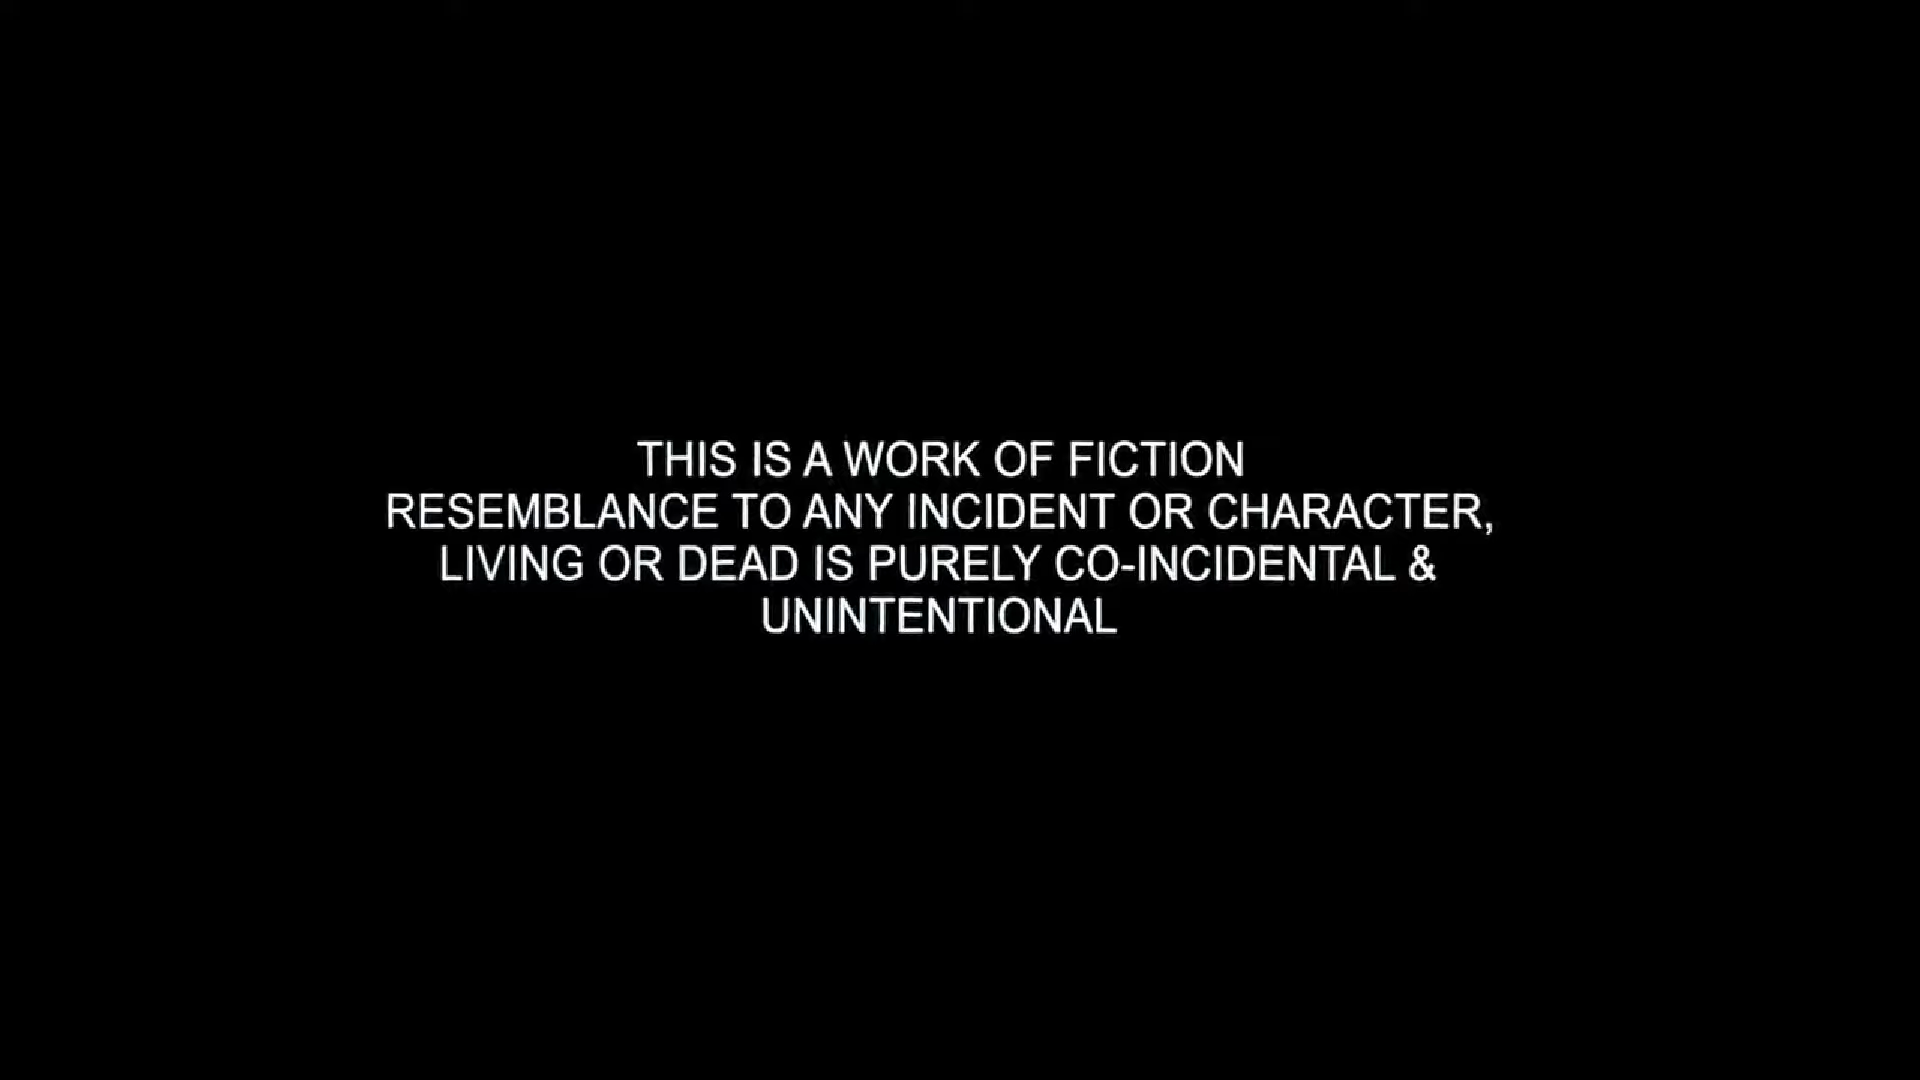 THIS IS A WORK OF FICTION
RESEMBLANCE TO ANY INCIDENT OR CHARACTER,
LIVING OR DEAD IS PURELY CO-INCIDENTAL &
UNINTENTIONAL